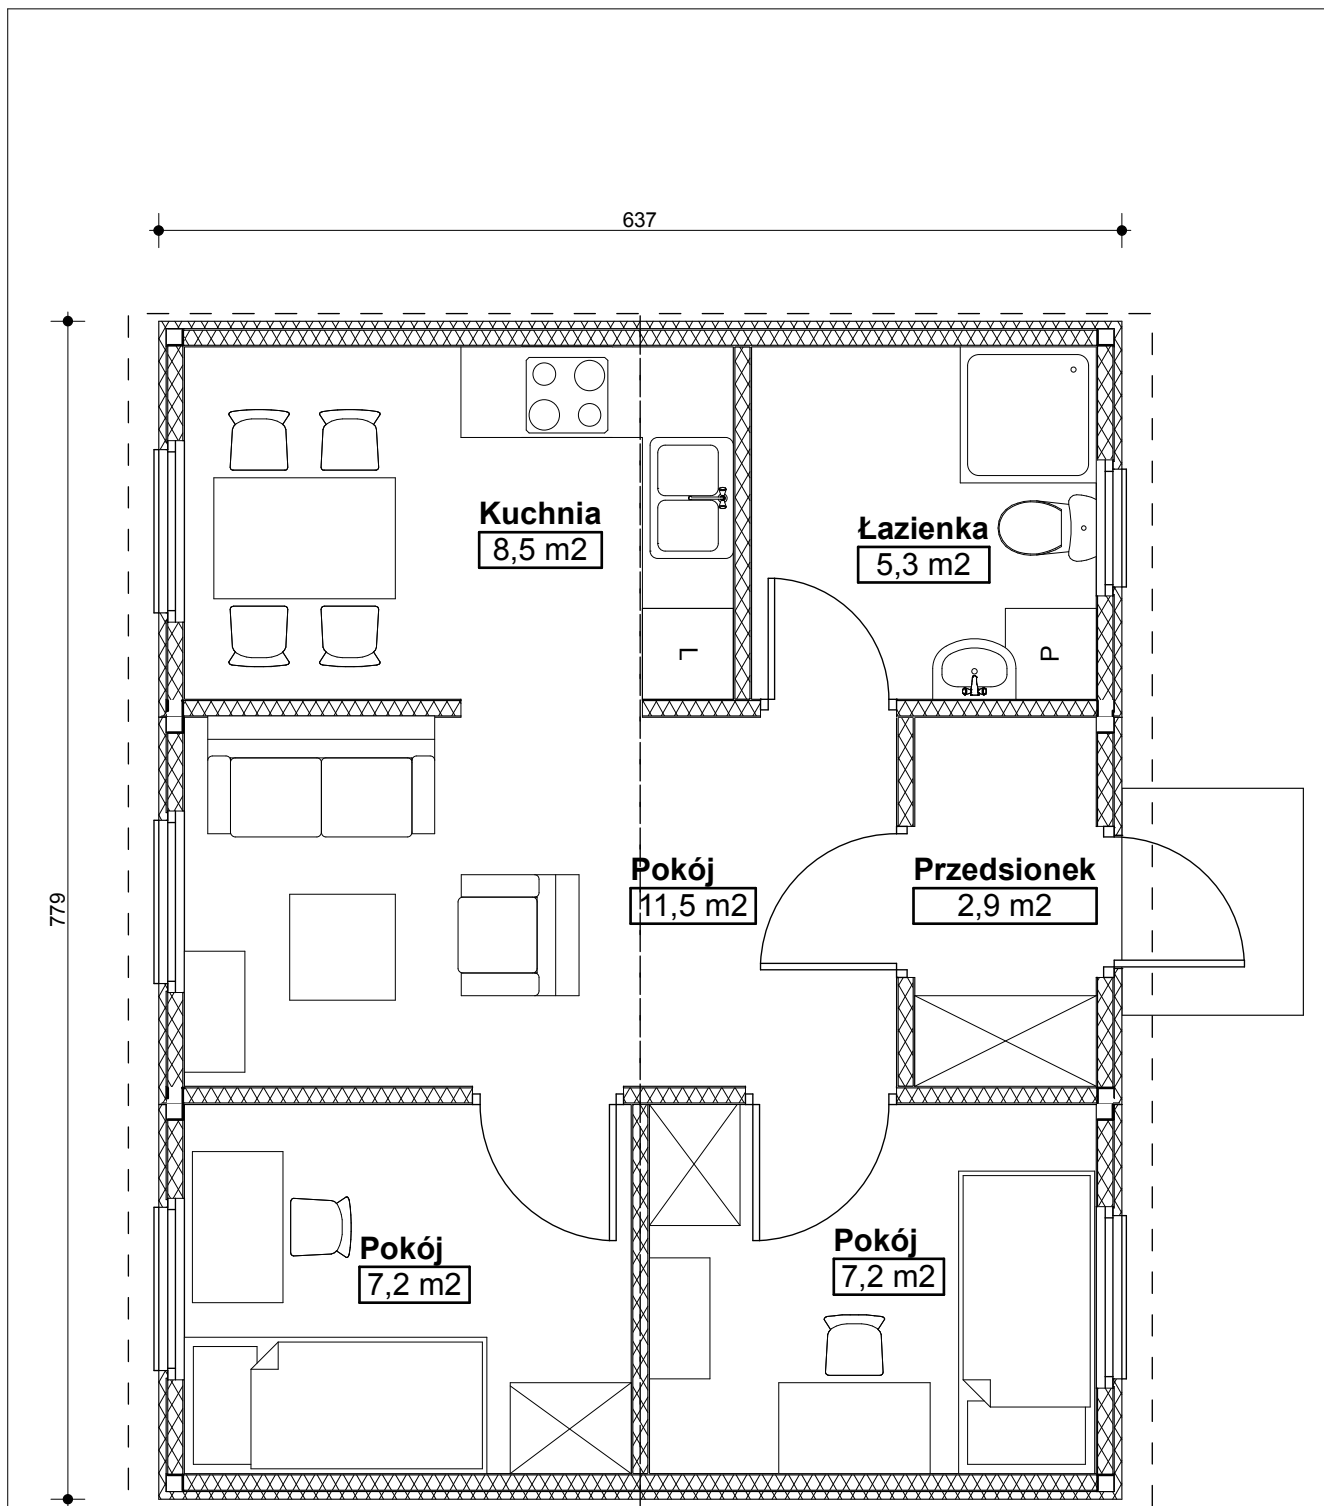 637
779
Kuchnia
8,5 m2
Łazienka
5,3 m2
L
P
Pokój
11,5 m2
Przedsionek
2,9 m2
Pokój
7,2 m2
Pokój
7,2 m2